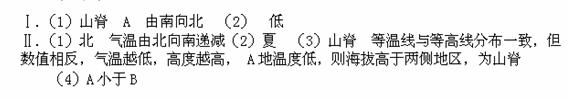 Ⅰ.(1)山脊 A 由南向北 (2) 低
Ⅱ.(1)北 气温由北向南递减(2)夏 (3)山脊 等温线与等高线分布一致,但
数值相反,气温越低,高度越高, A地温度低,则海拔高于两侧地区,为山脊
(4)A小于B